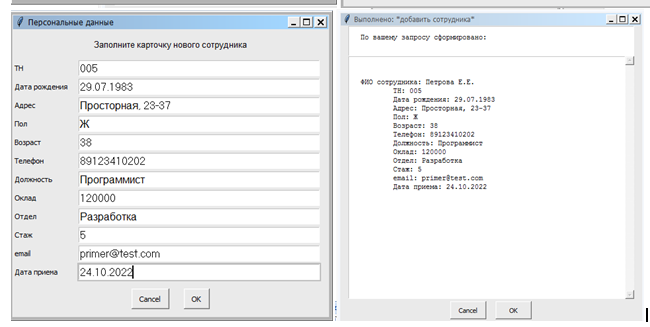 Персональные данные
Заполните карточку нового сотрудника
ТН 005
Дата рождения 29.07.1983
Адрес Просторная, 23-37
Пол Ж
Возраст 38
Телефон 89123410202
Должность Программист
Оклад 120000
Отдел Разработка
Стаж 5
email primer@test.com
Дата приема 24.10.2022
Cancel OK
Выполнено: "добавить сотрудника"
По вашему запросу сформировано:
ФИО сотрудника: Петрова Е.Е.
ТН: 005
Дата рождения: 29.07.1983
Адрес: Просторная, 23-37
Пол: Ж
Возраст: 38
Телефон: 89123410202
Должность: Программист
Оклад: 120000
Отдел: Разработка
Стаж: 5
email: primer@test.com
Дата приема: 24.10.2022
Cancel OK